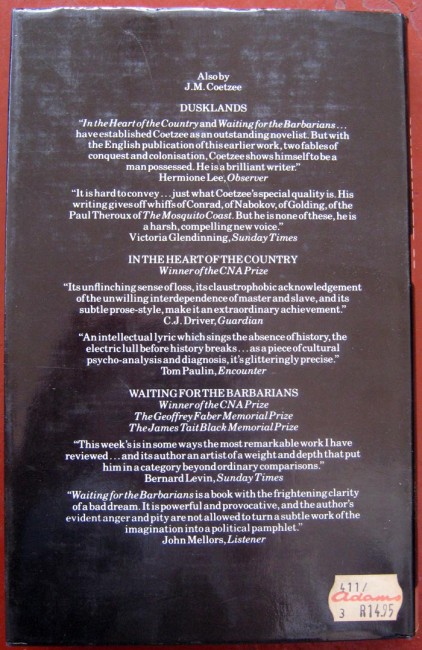 Also by
J.M. Coetzee
DUSKLANDS
“In the Heart of the Country and Waiting for the Barbarians...
have established Coetzee as an outstanding novelist. But with
the English publication of this earlier work, two fables of
conquest and colonisation, Coetzee shows himself to be a
man possessed. He is a brilliant writer.”
Hermione Lee, Observer
“It is hard to convey...just what Coetzee’s special quality is. His
writing gives off whiffs of Conrad, of Nabokov, of Golding, of the
Paul Theroux of The Mosquito Coast. But he is none of these, he is
a harsh, compelling new voice.”
Victoria Glendinning, Sunday Times
IN THE HEART OF THE COUNTRY
Winner of the CNA Prize
“Its unflinching sense of loss, its claustrophobic acknowledgement
of the unwilling interdependence of master and slave, and its
subtle prose-style, make it an extraordinary achievement.”
C.J. Driver, Guardian
“An intellectual lyric which sings the absence of history, the
electric lull before history breaks...as a piece of cultural
psycho-analysis and diagnosis, it’s glitteringly precise.”
Tom Paulin, Encounter
WAITING FOR THE BARBARIANS
Winner of the CNA Prize
The Geoffrey Faber Memorial Prize
The James Tait Black Memorial Prize
“This week’s is in some ways the most remarkable work I have
reviewed...and its author an artist of a weight and depth that put
him in a category beyond ordinary comparisons.”
Bernard Levin, Sunday Times
“Waiting for the Barbarians is a book with the frightening clarity
of a bad dream. It is powerful and provocative, and the author’s
evident anger and pity are not allowed to turn a subtle work of the
imagination into a political pamphlet.”
John Mellors, Listener
411/
Adams
3 R14.95